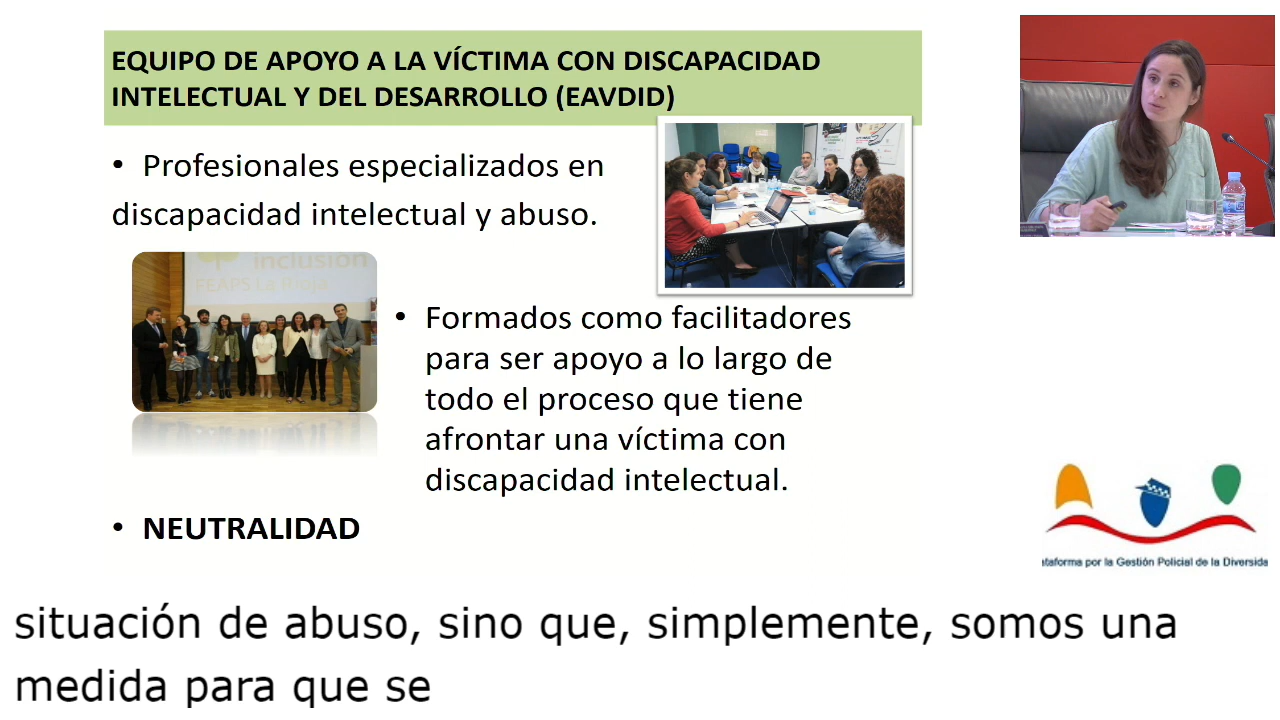 EQUIPO DE APOYO A LA VÍCTIMA CON DISCAPACIDAD
INTELECTUAL Y DEL DESARROLLO (EAVDID)
• Profesionales especializados en
discapacidad intelectual y abuso.
inclusión
FEAPS La Rioja
• Formados como facilitadores
para ser apoyo a lo largo de
todo el proceso que tiene
afrontar una víctima con
discapacidad intelectual.
• NEUTRALIDAD
ataforma por la Gestión Policial de la Diversida
situación de abuso, sino que, simplemente, somos una
medida para que se